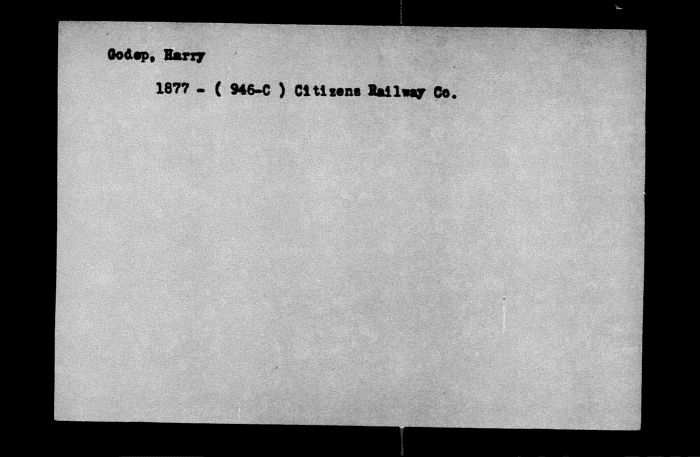 Godep, Harry
1877 - ( 946-C ) Citizens Railway Co.